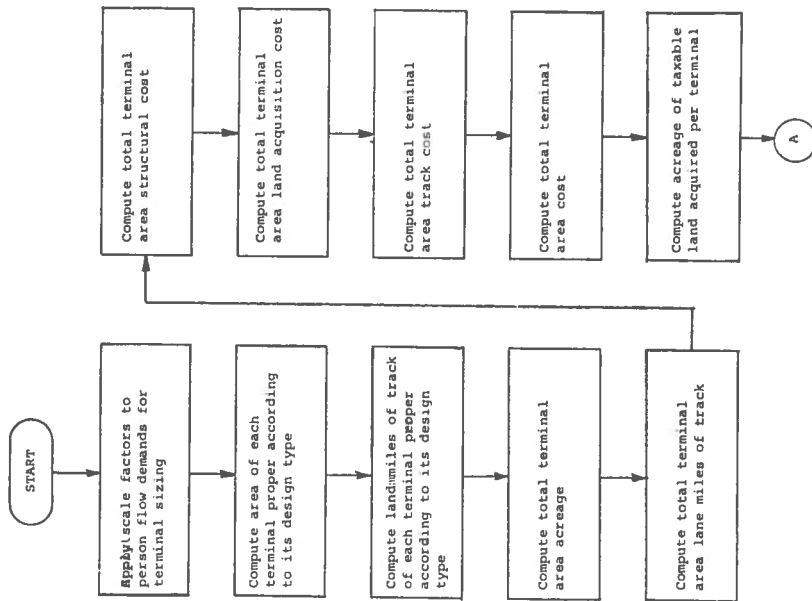 START
Apply scale factors to
person flow demands for
terminal sizing
Compute area of each
terminal proper according
to its design type
Compute land miles of track
of each terminal proper
according to its design
type
Compute total terminal
area acreage
Compute total terminal
area lane miles of track
Compute total terminal
area structural cost
Compute total terminal
area land acquisition cost
Compute total terminal
area track cost
Compute total terminal
area cost
Compute acreage of taxable
land acquired per terminal
A